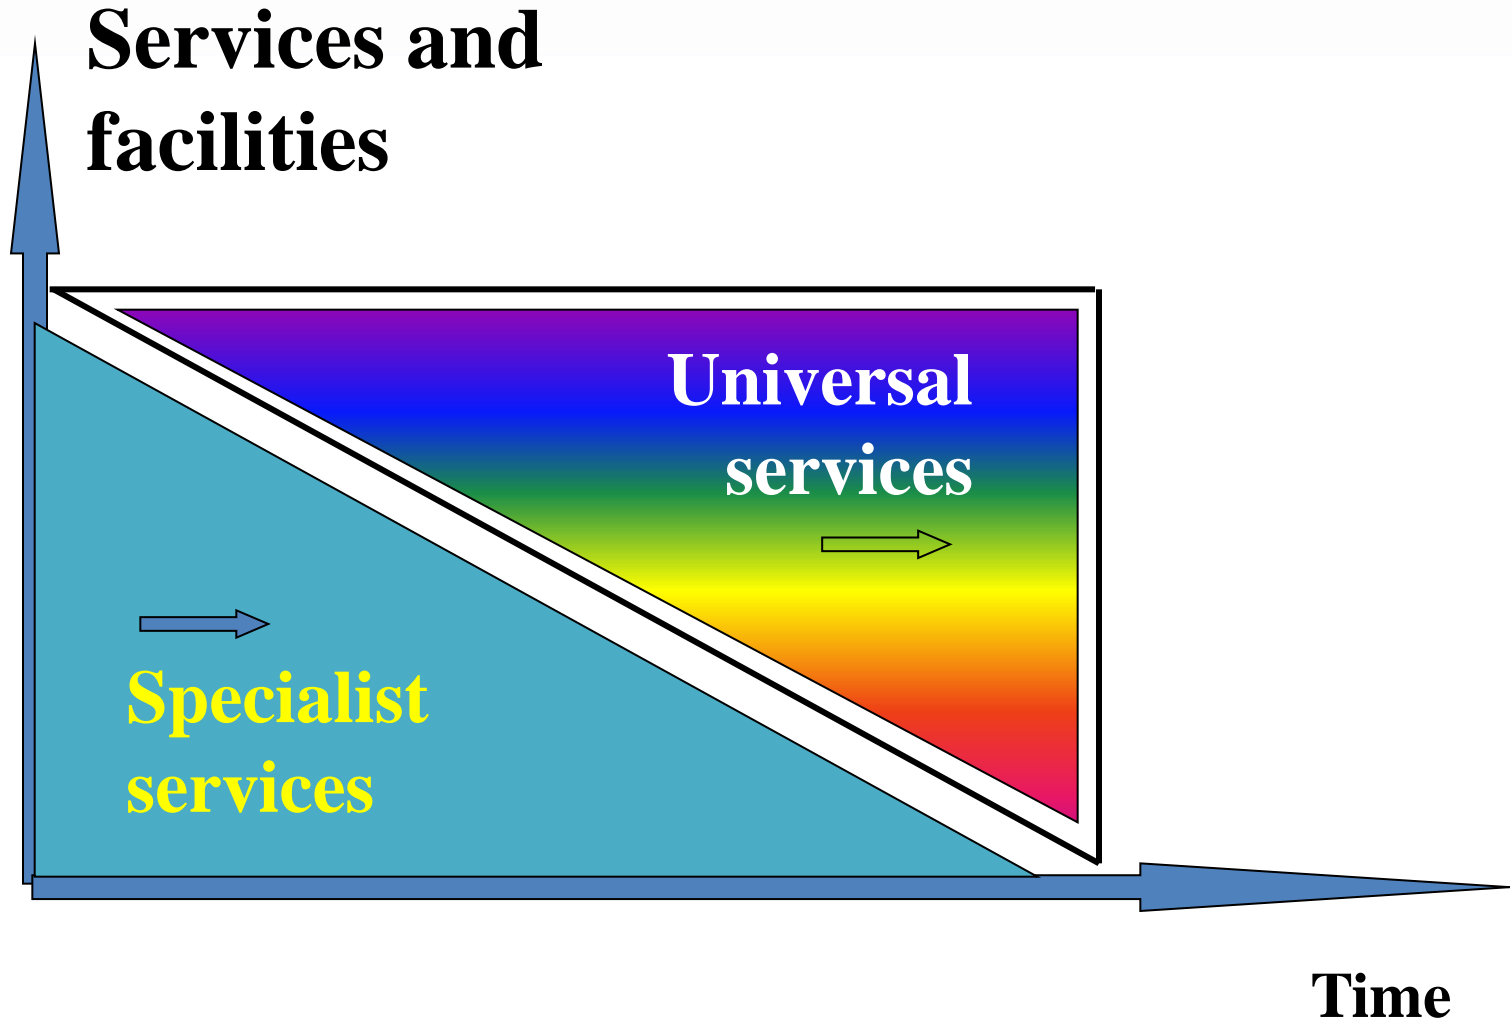 Services and
facilities
Universal
services
Specialist
services
Time